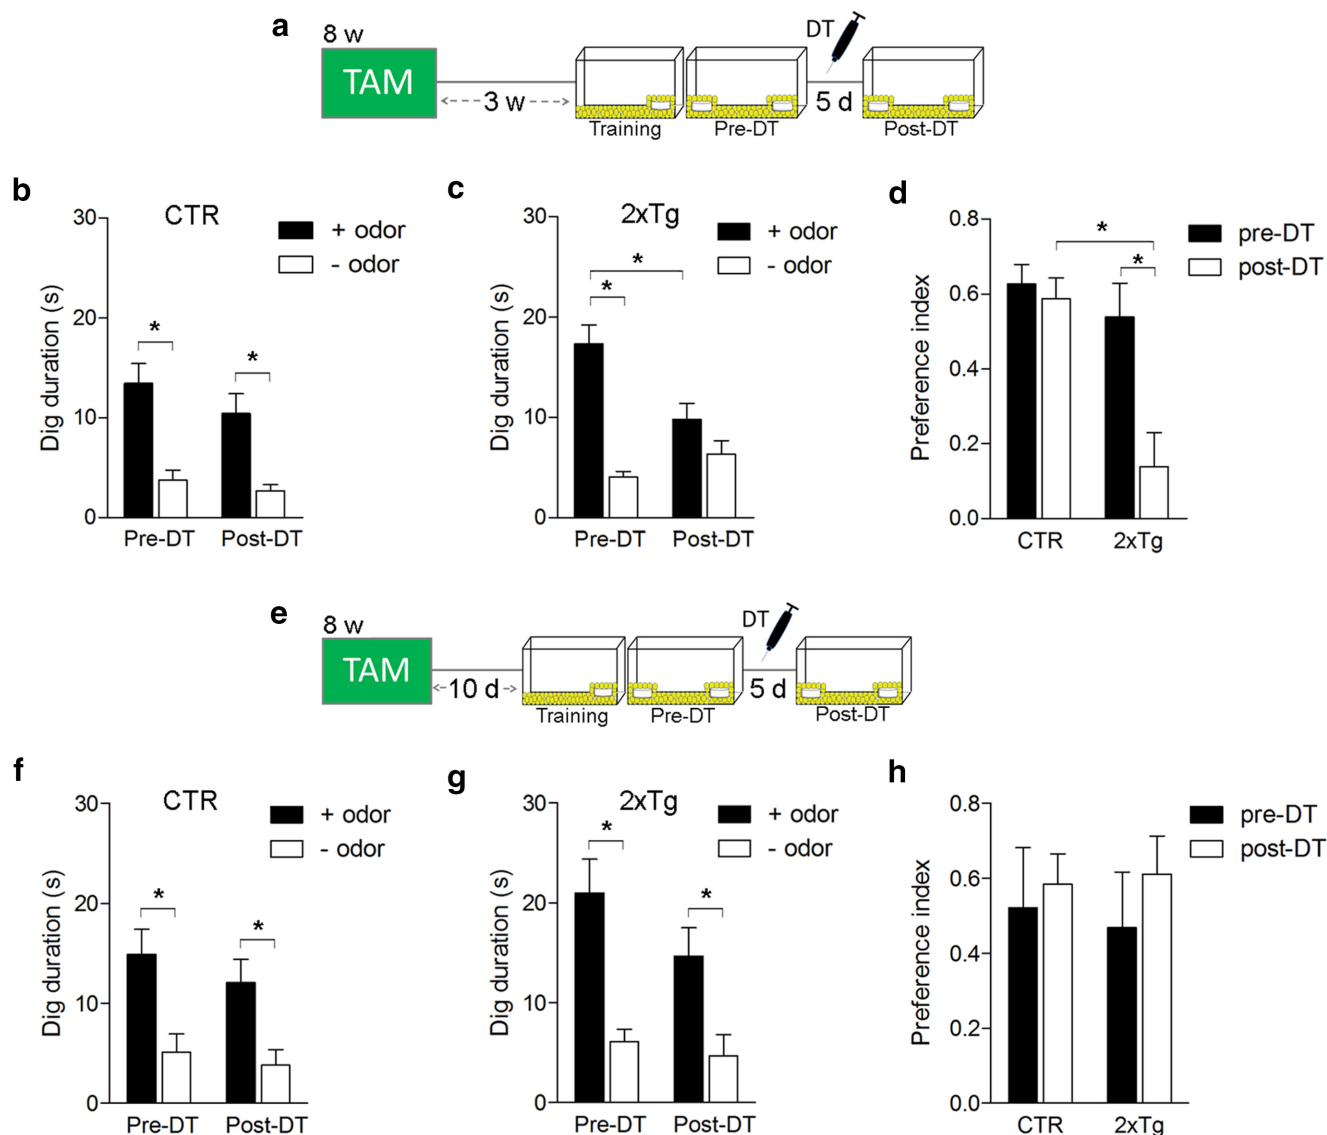 a
8 w
TAM
3 w
DT
5 d
Training
Pre-DT
Post-DT
b
CTR
+ odor
- odor
Dig duration (s)
30
20
10
0
*
*
Pre-DT
Post-DT
c
2xTg
+ odor
- odor
Dig duration (s)
30
20
10
0
*
*
Pre-DT
Post-DT
d
pre-DT
post-DT
Preference index
0.8
0.6
0.4
0.2
0.0
*
*
CTR
2xTg
e
8 w
TAM
10 d
DT
5 d
Training
Pre-DT
Post-DT
f
CTR
+ odor
- odor
Dig duration (s)
30
20
10
0
*
*
Pre-DT
Post-DT
g
2xTg
+ odor
- odor
Dig duration (s)
30
20
10
0
*
*
Pre-DT
Post-DT
h
pre-DT
post-DT
Preference index
0.8
0.6
0.4
0.2
0.0
CTR
2xTg